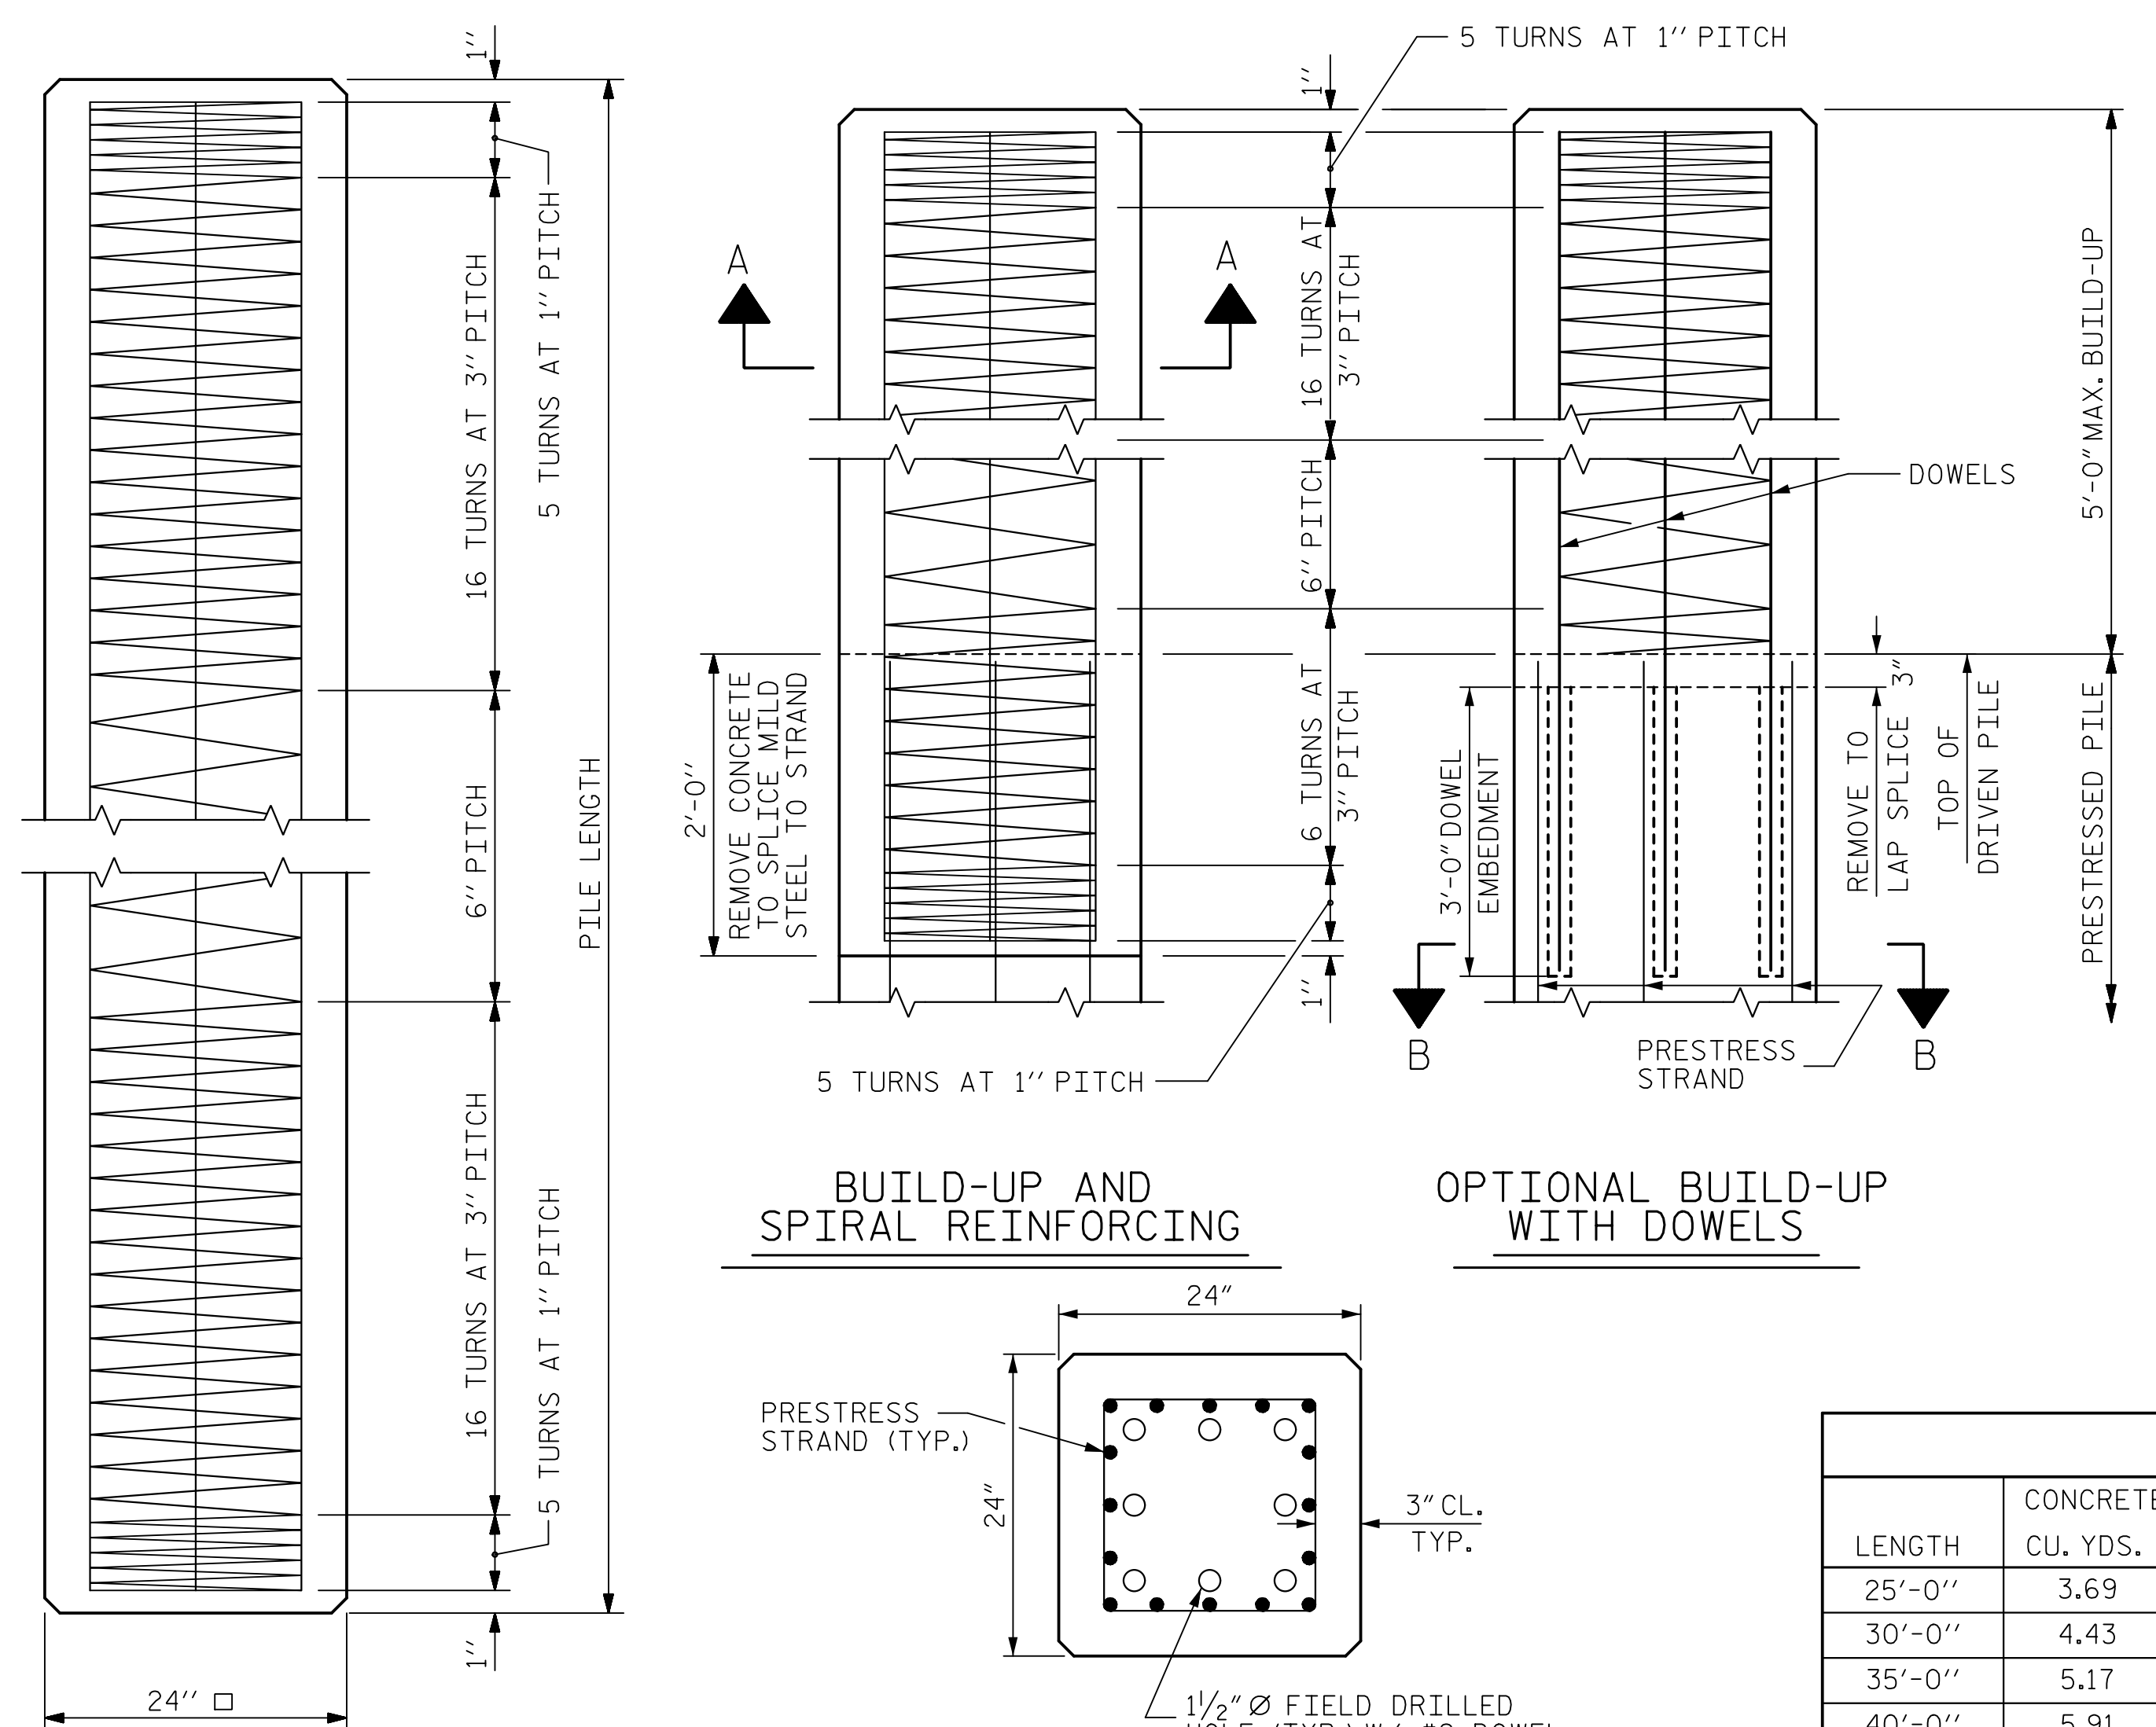 1''
5 TURNS AT 1'' PITCH
16 TURNS AT 3'' PITCH
6'' PITCH
PILE LENGTH
16 TURNS AT 3'' PITCH
5 TURNS AT 1'' PITCH
1''
24'' □
5 TURNS AT 1'' PITCH
1''
A
A
16 TURNS AT
3'' PITCH
6'' PITCH
6 TURNS AT
3'' PITCH
2'-0''
REMOVE CONCRETE
TO SPLICE MILD
STEEL TO STRAND
1''
5 TURNS AT 1'' PITCH
BUILD-UP AND
SPIRAL REINFORCING
DOWELS
5'-0" MAX. BUILD-UP
3"
REMOVE TO
LAP SPLICE
TOP OF
DRIVEN PILE
PRESTRESSED PILE
3'-0" DOWEL
EMBEDMENT
B
B
PRESTRESS
STRAND
OPTIONAL BUILD-UP
WITH DOWELS
24"
24"
PRESTRESS
STRAND (TYP.)
3" CL.
TYP.
1 1/2" Ø FIELD DRILLED
CONCRETE
LENGTH CU. YDS.
25'-0'' 3.69
30'-0'' 4.43
35'-0'' 5.17
40'-0'' 5.91